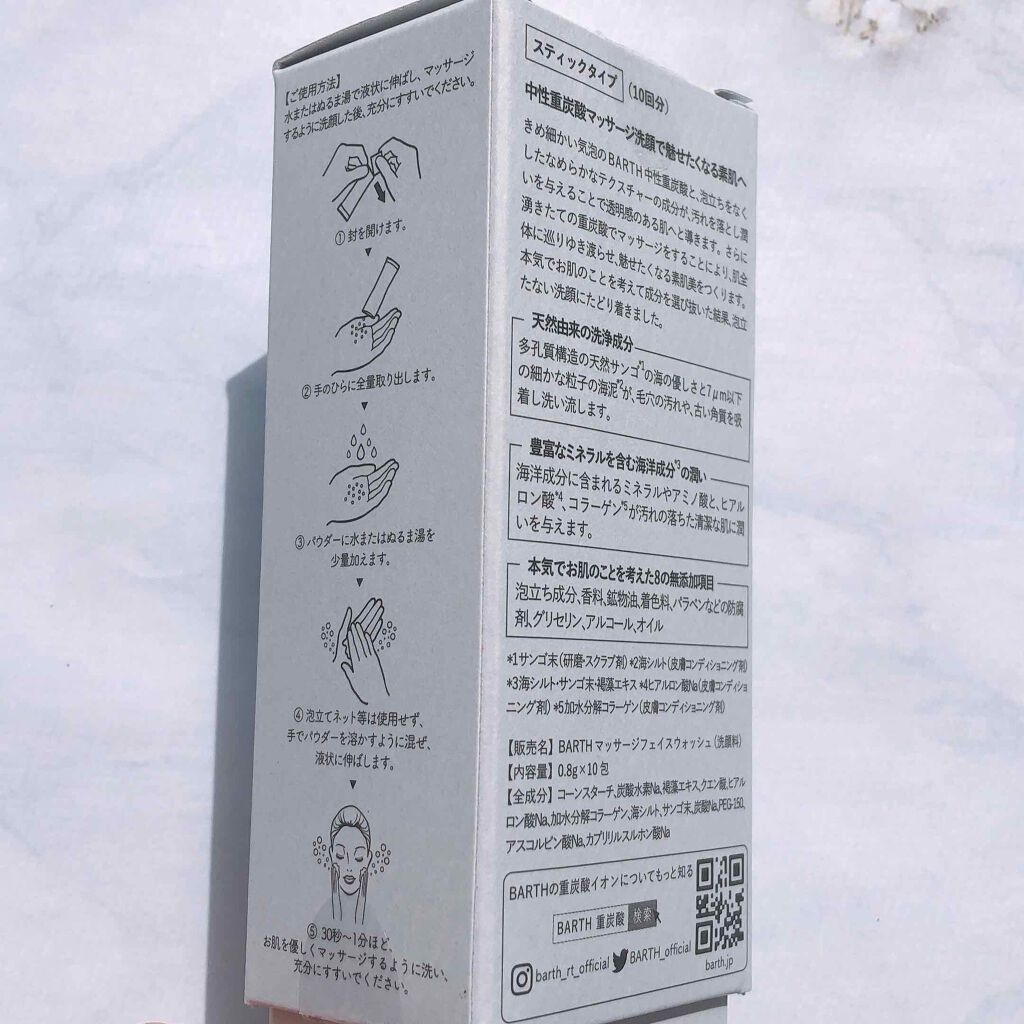 【ご使用方法】
水またはぬるま湯で液状に伸ばし、マッサージ
するように洗顔した後、充分にすすいでください。
① 封を開けます。
② 手のひらに全量取り出します。
③ パウダーに水またはぬるま湯を
少量加えます。
④ 泡立てネット等は使用せず、
手でパウダーを溶かすように混ぜ、
液状に伸ばします。
⑤ 30秒〜1分ほど、
お肌を優しくマッサージするように洗い、
充分にすすいでください。
スティックタイプ (10回分)
中性重炭酸マッサージ洗顔で魅せたくなる素肌へ
きめ細かい気泡のBARTH中性重炭酸と、泡立ちをなく
したなめらかなテクスチャーの成分が、汚れを落とし潤
いを与えることで透明感のある肌へと導きます。さらに
湧きたての重炭酸でマッサージをすることにより、肌全
体に巡りゆき渡らせ、魅せたくなる素肌美をつくります。
本気でお肌のことを考えて成分を選び抜いた結果、泡立
たない洗顔にたどり着きました。
天然由来の洗浄成分
多孔質構造の天然サンゴ*1の海の優しさと7μm以下
の細かな粒子の海泥*2が、毛穴の汚れや、古い角質を吸
着し洗い流します。
豊富なミネラルを含む海洋成分*3の潤い
海洋成分に含まれるミネラルやアミノ酸と、ヒアル
ロン酸*4、コラーゲン*5が汚れの落ちた清潔な肌に潤
いを与えます。
本気でお肌のことを考えた8の無添加項目
泡立ち成分、香料、鉱物油、着色料、パラベンなどの防腐
剤、グリセリン、アルコール、オイル
*1サンゴ末(研磨・スクラブ剤) *2海シルト(皮膚コンディショニング剤)
*3海シルト・サンゴ末・褐藻エキス *4ヒアルロン酸Na(皮膚コンディショ
ニング剤) *5加水分解コラーゲン(皮膚コンディショニング剤)
【販売名】BARTH マッサージフェイスウォッシュ(洗顔料)
【内容量】0.8g×10包
【全成分】コーンスターチ、炭酸水素Na、褐藻エキス、クエン酸、ヒアル
ロン酸Na、加水分解コラーゲン、海シルト、サンゴ末、炭酸Na、PEG-150、
アスコルビン酸Na、カプリリルスルホン酸Na
BARTHの重炭酸イオンについてもっと知る
BARTH 重炭酸 検索
barth_rt_official BARTH_official
barth.jp